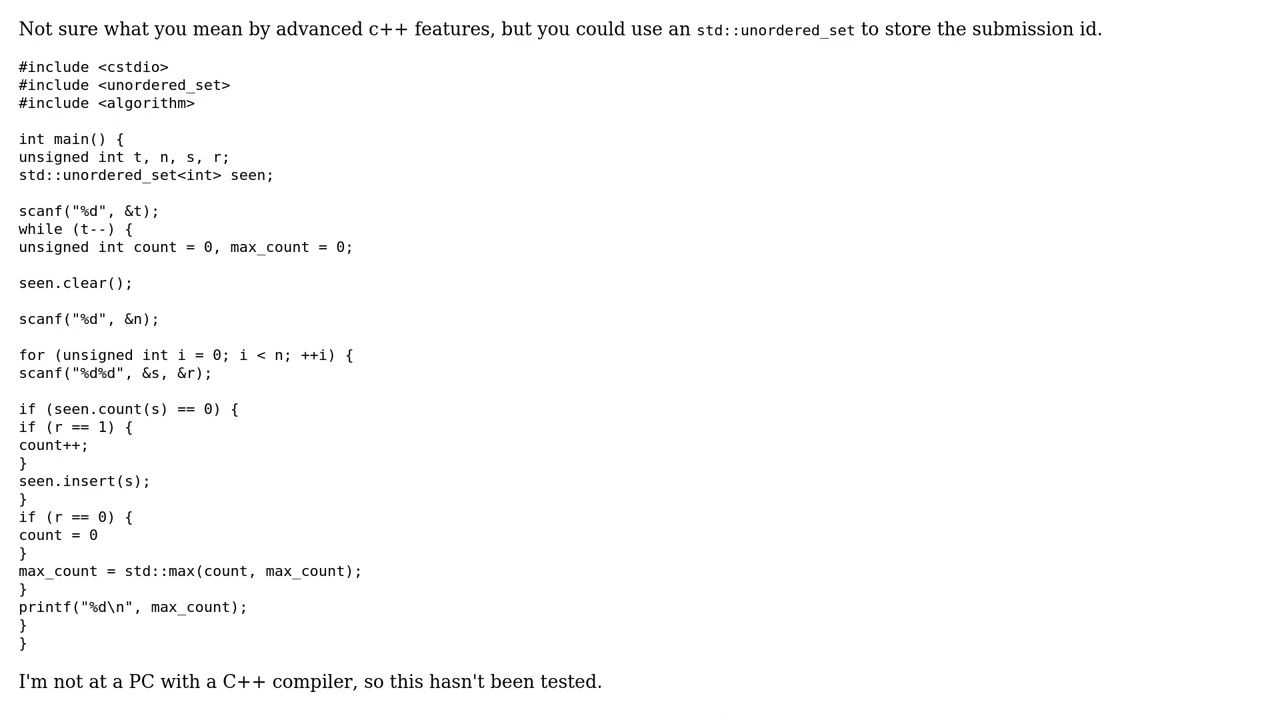 Not sure what you mean by advanced c++ features, but you could use an std::unordered_set to store the submission id.
#include <cstdio>
#include <unordered_set>
#include <algorithm>
int main() {
unsigned int t, n, s, r;
std::unordered_set<int> seen;
scanf("%d", &t);
while (t--) {
unsigned int count = 0, max_count = 0;
seen.clear();
scanf("%d", &n);
for (unsigned int i = 0; i < n; ++i) {
scanf("%d%d", &s, &r);
if (seen.count(s) == 0) {
if (r == 1) {
count++;
}
seen.insert(s);
}
if (r == 0) {
count = 0
}
max_count = std::max(count, max_count);
}
printf("%d\n", max_count);
}
}
I'm not at a PC with a C++ compiler, so this hasn't been tested.